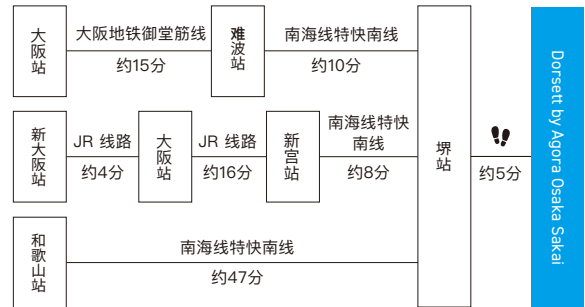 大阪站
大阪地铁御堂筋线
约15分
难波站
南海线特快南线
约10分
新大阪站
JR 线路
约4分
大阪站
JR 线路
约16分
新宫站
南海线特快
南线
约8分
和歌山站
南海线特快南线
约47分
堺站
约5分
Dorsett by Agora Osaka Sakai